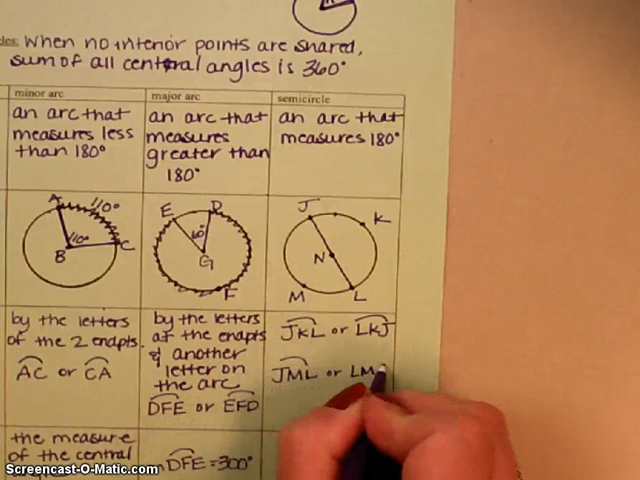 When no interior points are shared,
sum of all central angles is 360°
minor arc
major arc
semicircle
an arc that
measures less
than 180°
an arc that
measures
greater than
180°
an arc that
measures 180°
A
110°
110°
B
C
E
D
60°
G
F
J
K
N
M
L
by the letters
of the 2 endpts
AC or CA
by the letters
at the endpts
& another
letter on
the arc
DFE or EFD
JKL or LKJ
JML or LM
the measure
of the central
DFE = 300°
Screencast-O-Matic.com